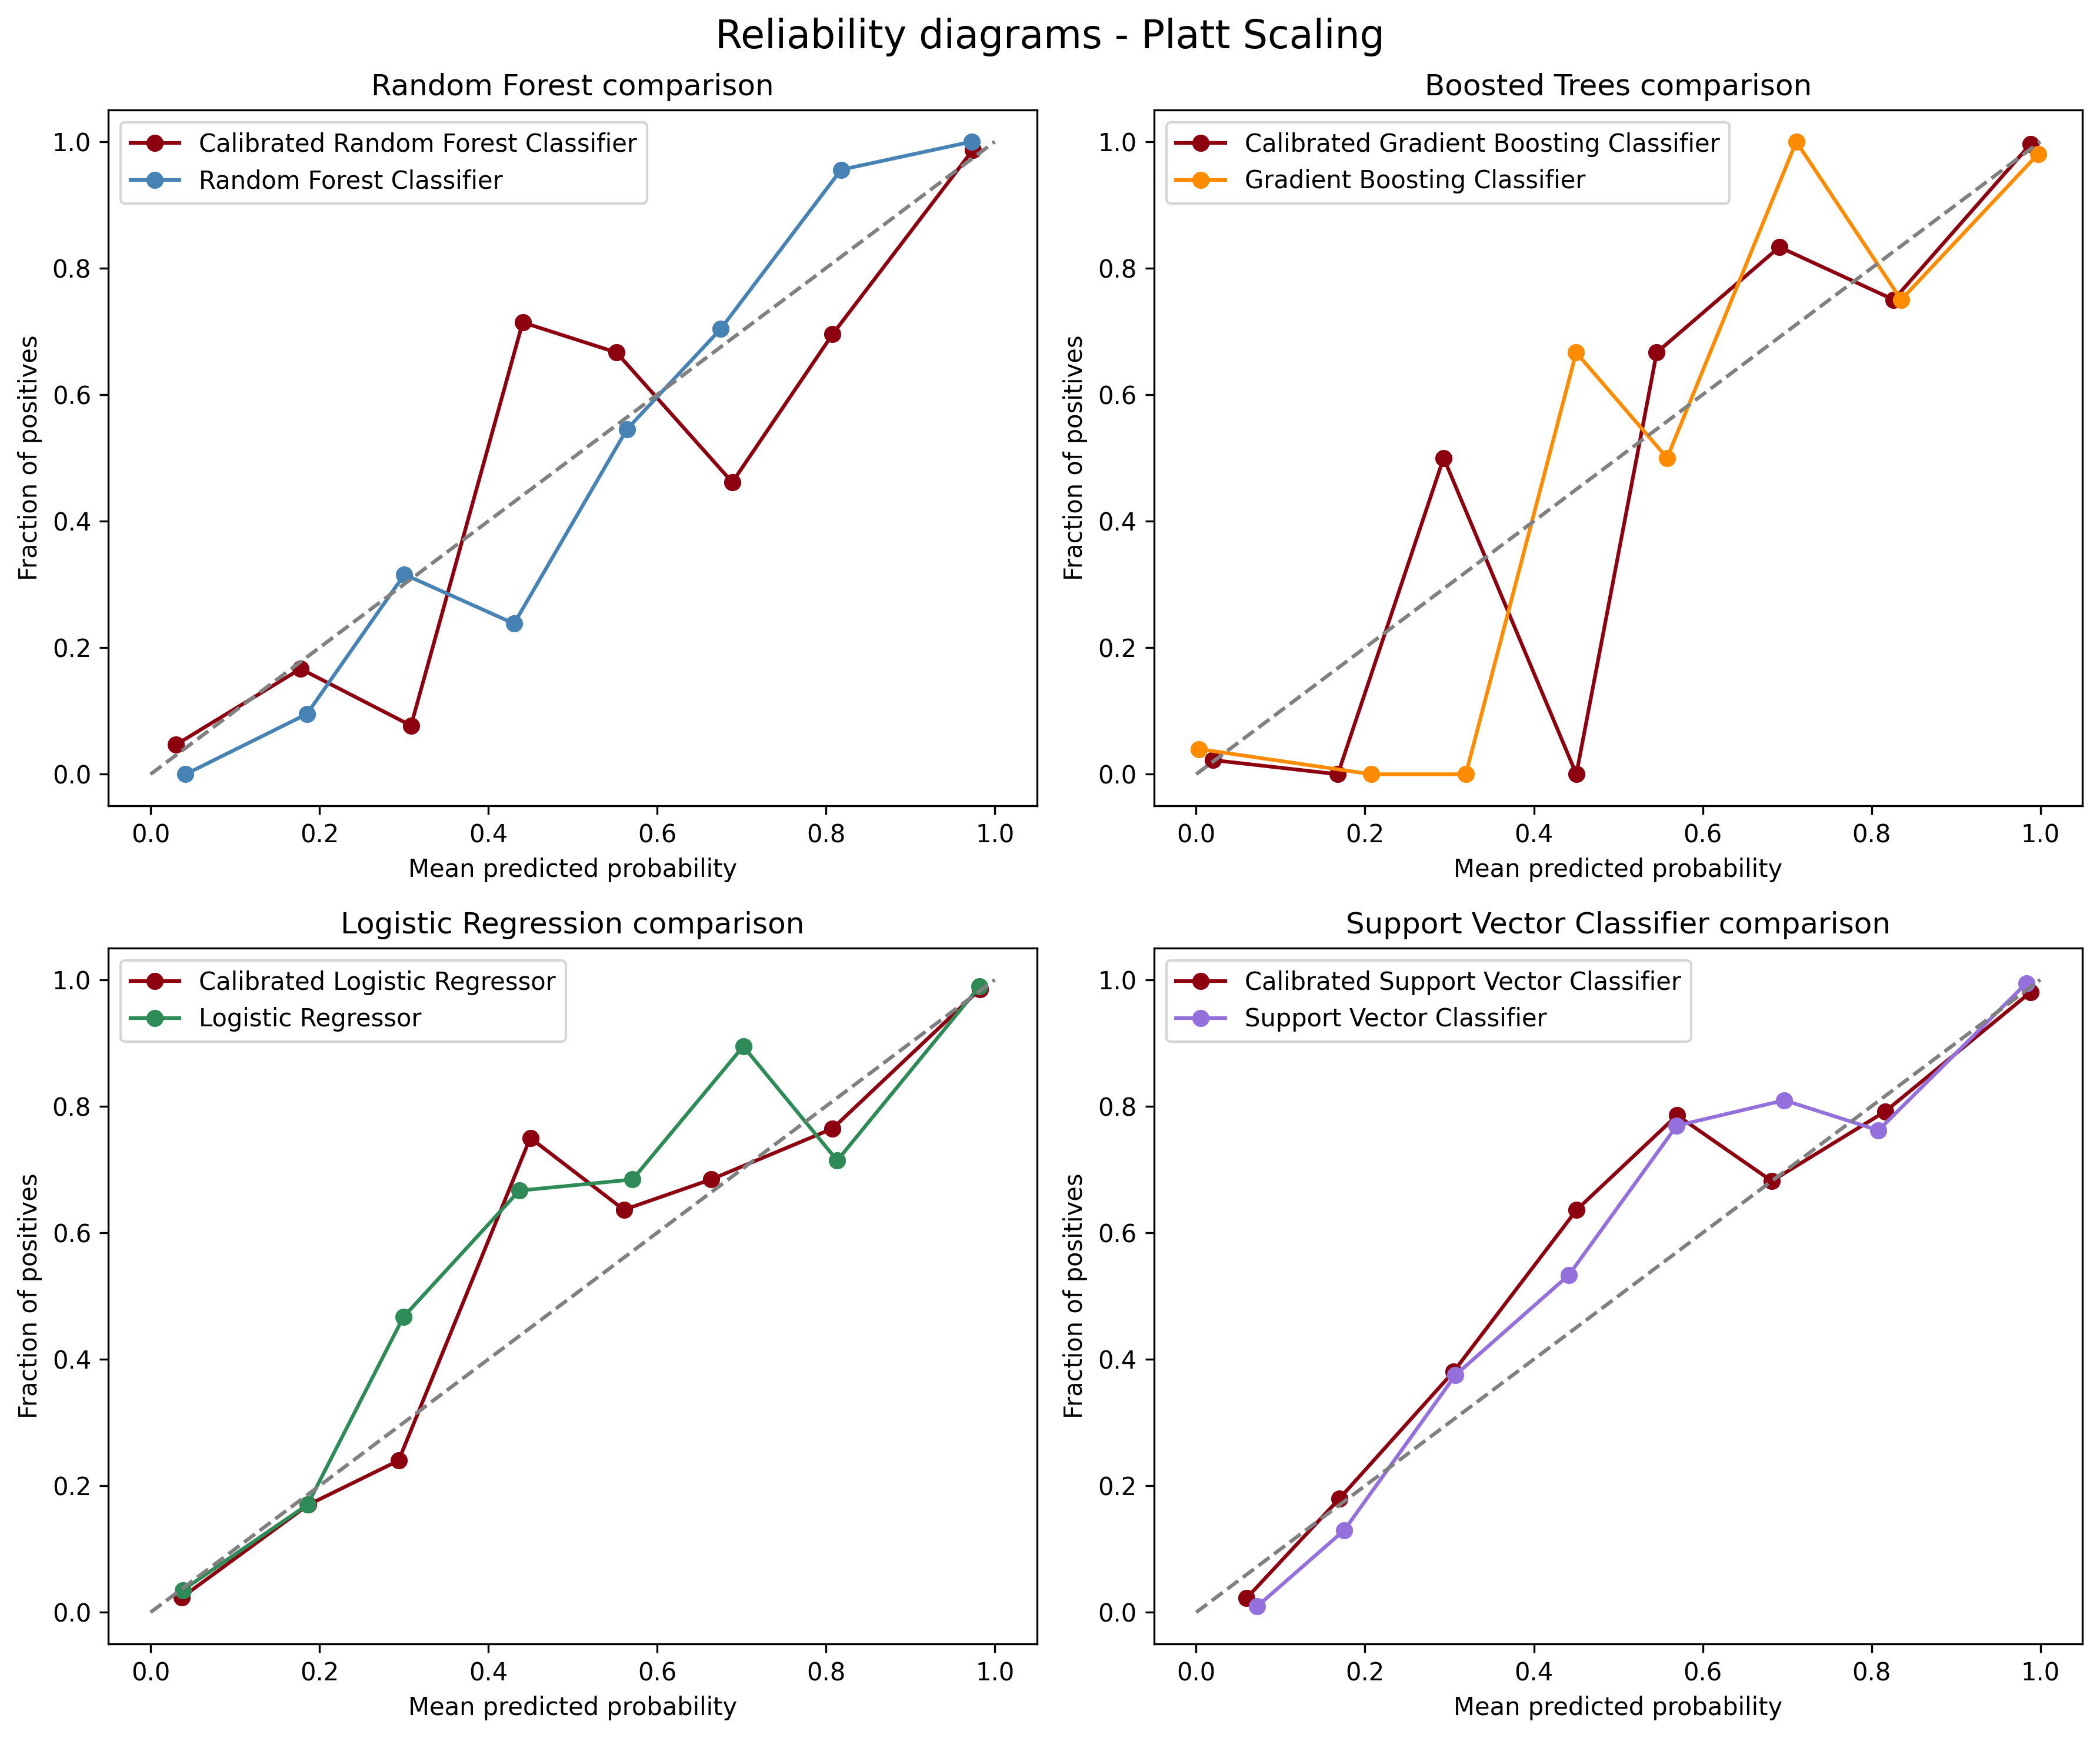 Reliability diagrams - Platt Scaling
Random Forest comparison
Calibrated Random Forest Classifier
Random Forest Classifier
1.0
0.8
0.6
0.4
0.2
0.0
Fraction of positives
0.0 0.2 0.4 0.6 0.8 1.0
Mean predicted probability
Boosted Trees comparison
Calibrated Gradient Boosting Classifier
Gradient Boosting Classifier
1.0
0.8
0.6
0.4
0.2
0.0
Fraction of positives
0.0 0.2 0.4 0.6 0.8 1.0
Mean predicted probability
Logistic Regression comparison
Calibrated Logistic Regressor
Logistic Regressor
1.0
0.8
0.6
0.4
0.2
0.0
Fraction of positives
0.0 0.2 0.4 0.6 0.8 1.0
Mean predicted probability
Support Vector Classifier comparison
Calibrated Support Vector Classifier
Support Vector Classifier
1.0
0.8
0.6
0.4
0.2
0.0
Fraction of positives
0.0 0.2 0.4 0.6 0.8 1.0
Mean predicted probability